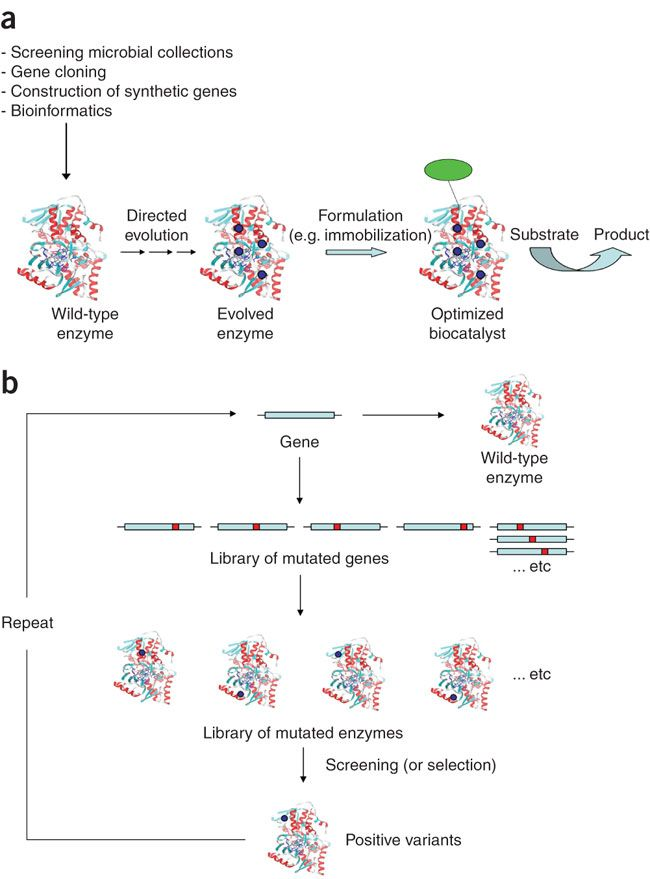 a
- Screening microbial collections
- Gene cloning
- Construction of synthetic genes
- Bioinformatics
Directed
evolution
Formulation
(e.g. immobilization)
Substrate
Product
Wild-type
enzyme
Evolved
enzyme
Optimized
biocatalyst
b
Gene
Wild-type
enzyme
Library of mutated genes
... etc
Repeat
... etc
Library of mutated enzymes
Screening (or selection)
Positive variants